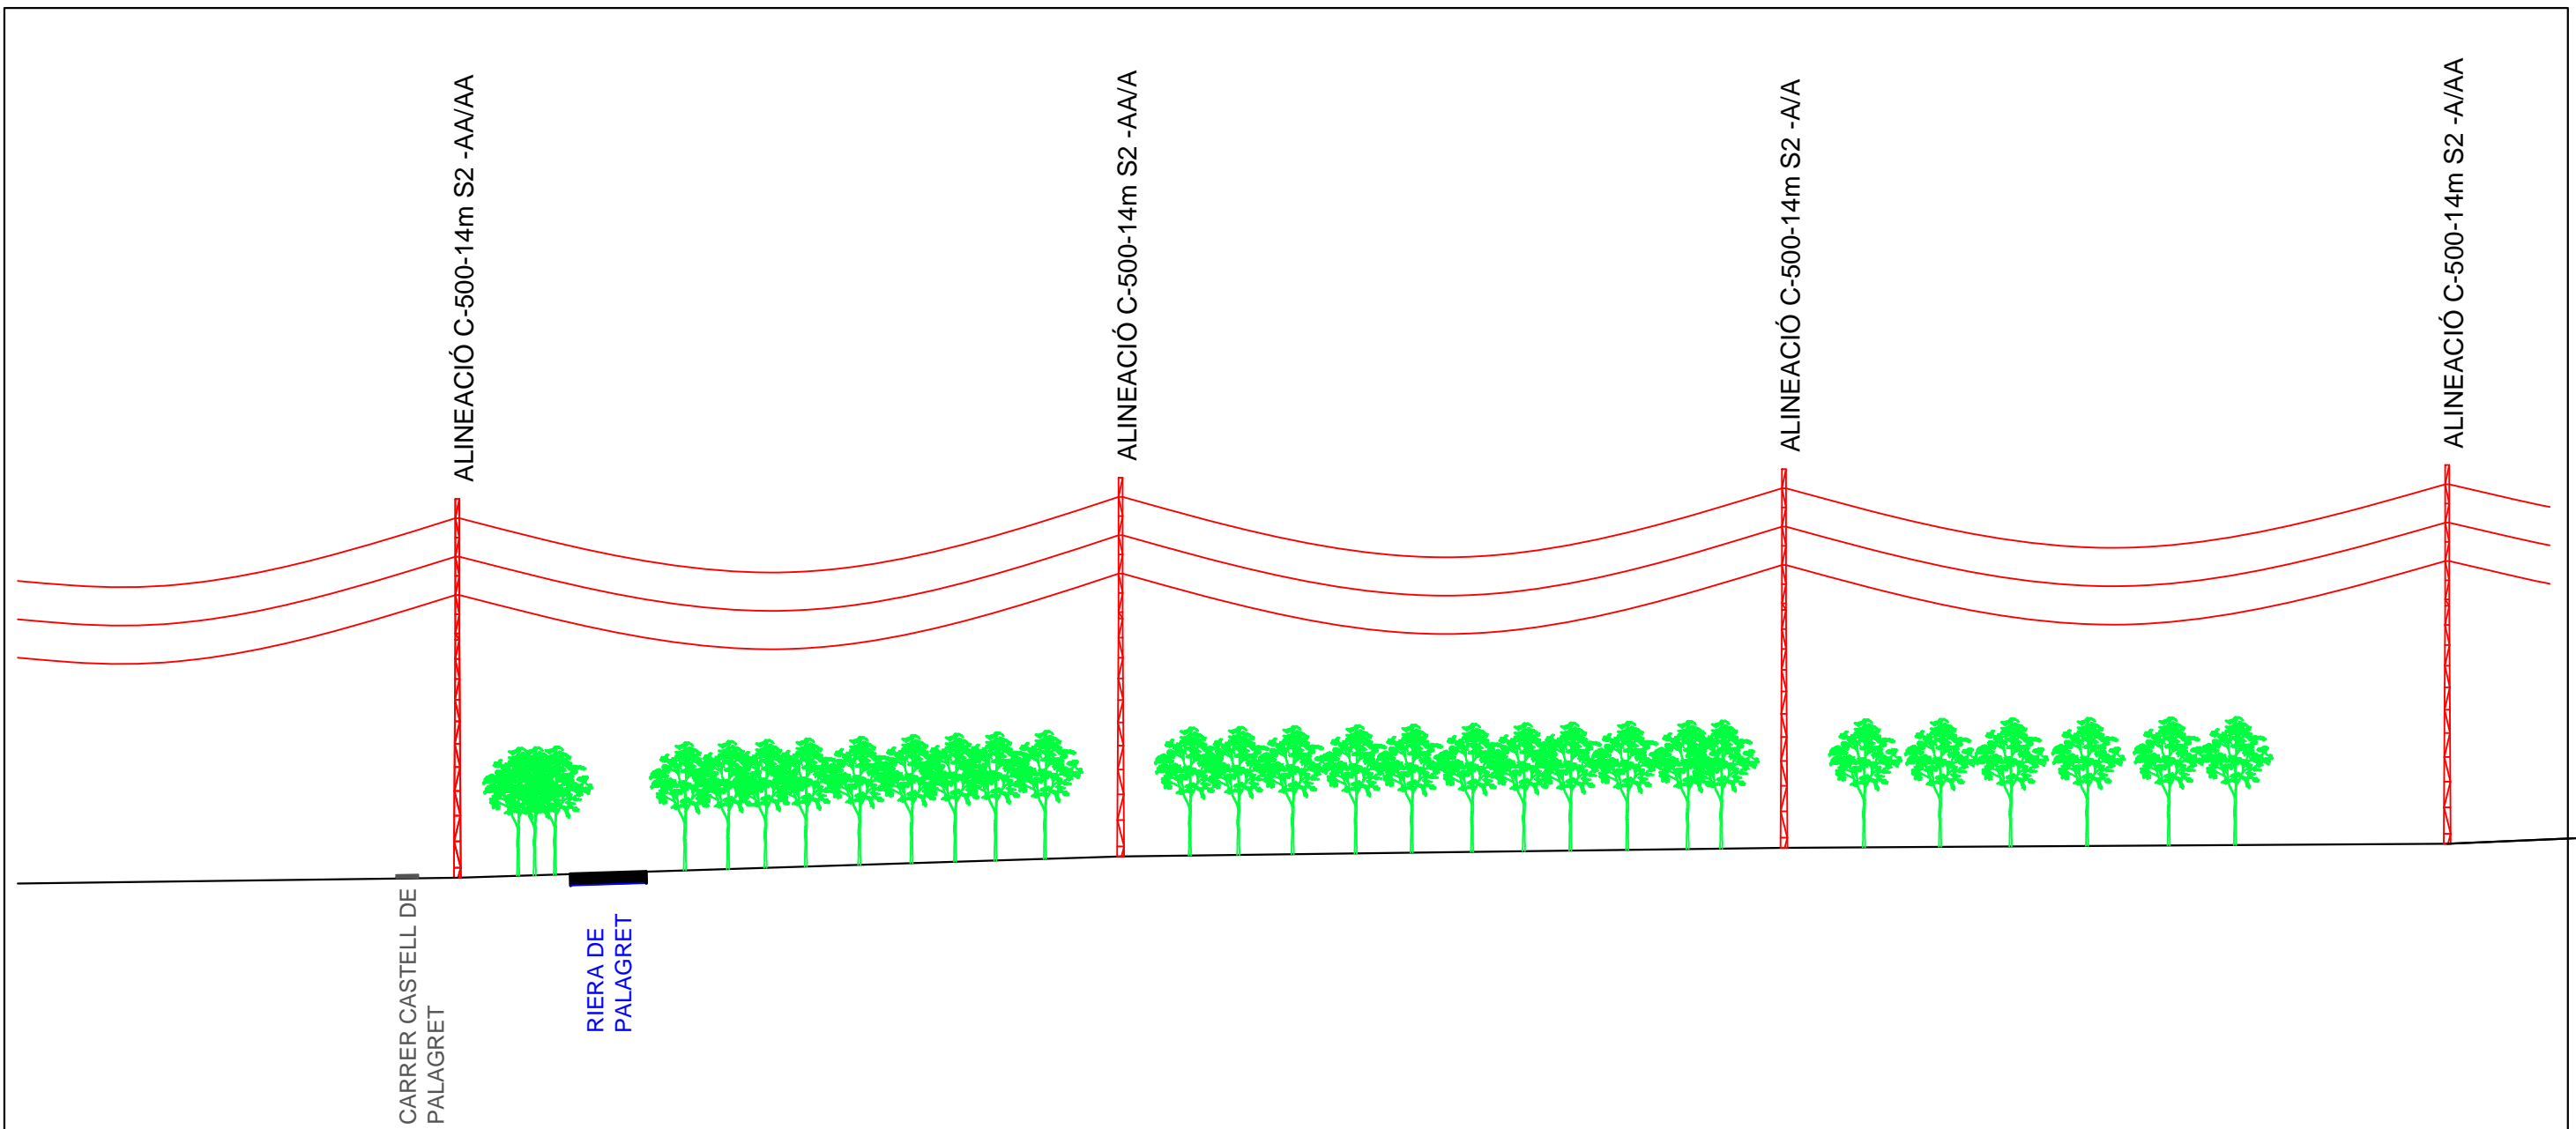 ALINEACIÓ C-500-14m S2 -AA/AA
ALINEACIÓ C-500-14m S2 -AA/A
ALINEACIÓ C-500-14m S2 -A/A
ALINEACIÓ C-500-14m S2 -A/AA
CARRER CASTELL DE
PALAGRET
RIERA DE
PALAGRET